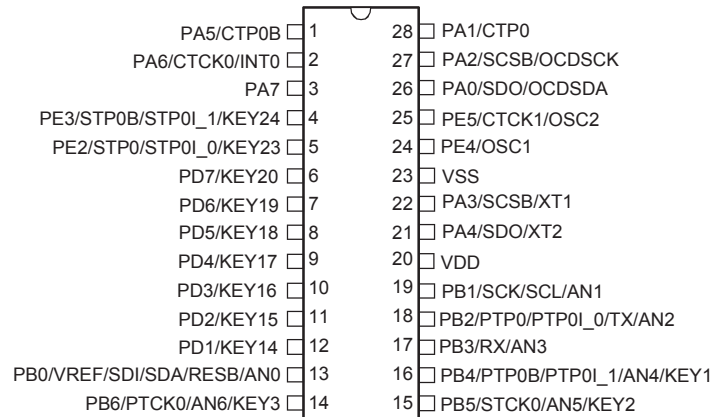 PA5/CTP0B 1 28 PA1/CTP0
PA6/CTCK0/INT0 2 27 PA2/SCSB/OCDSCK
PA7 3 26 PA0/SDO/OCDSDA
PE3/STP0B/STP0I_1/KEY24 4 25 PE5/CTCK1/OSC2
PE2/STP0/STP0I_0/KEY23 5 24 PE4/OSC1
PD7/KEY20 6 23 VSS
PD6/KEY19 7 22 PA3/SCSB/XT1
PD5/KEY18 8 21 PA4/SDO/XT2
PD4/KEY17 9 20 VDD
PD3/KEY16 10 19 PB1/SCK/SCL/AN1
PD2/KEY15 11 18 PB2/PTP0/PTP0I_0/TX/AN2
PD1/KEY14 12 17 PB3/RX/AN3
PB0/VREF/SDI/SDA/RESB/AN0 13 16 PB4/PTP0B/PTP0I_1/AN4/KEY1
PB6/PTCK0/AN6/KEY3 14 15 PB5/STCK0/AN5/KEY2